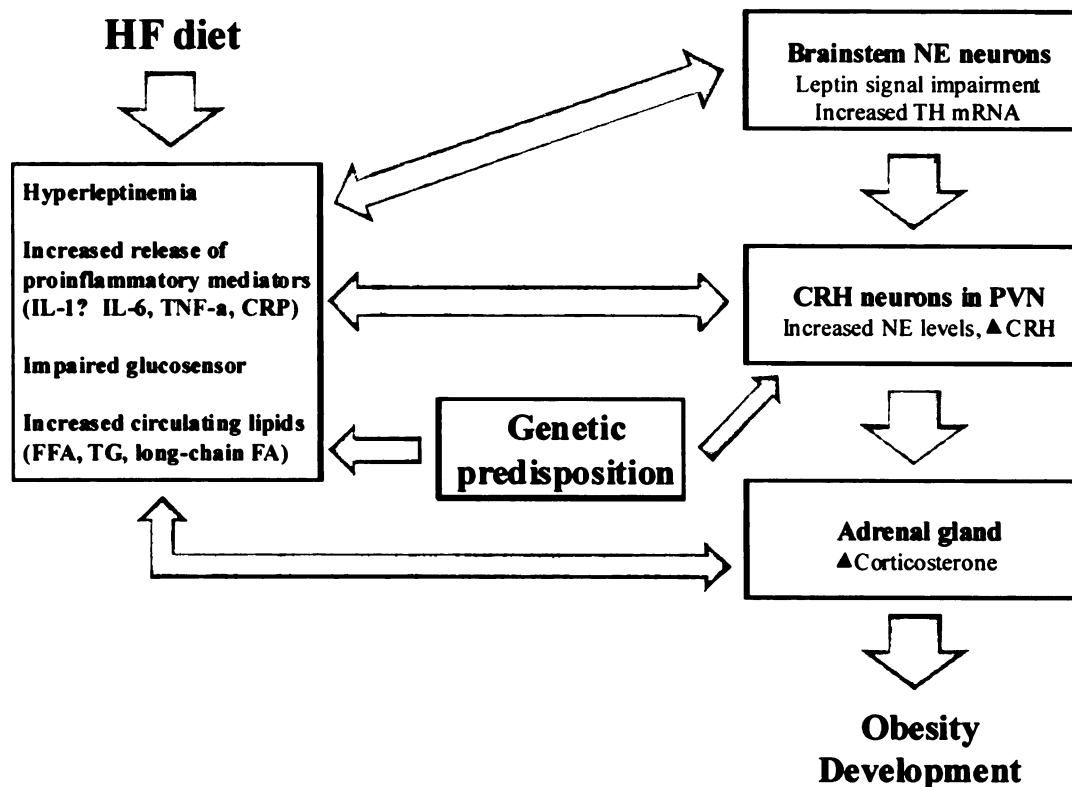 HF diet
Hyperleptinemia
Increased release of
proinflammatory mediators
(IL-1? IL-6, TNF-a, CRP)
Impaired glucosensor
Increased circulating lipids
(FFA, TG, long-chain FA)
Genetic
predisposition
Brainstem NE neurons
Leptin signal impairment
Increased TH mRNA
CRH neurons in PVN
Increased NE levels, ▲CRH
Adrenal gland
▲Corticosterone
Obesity
Development